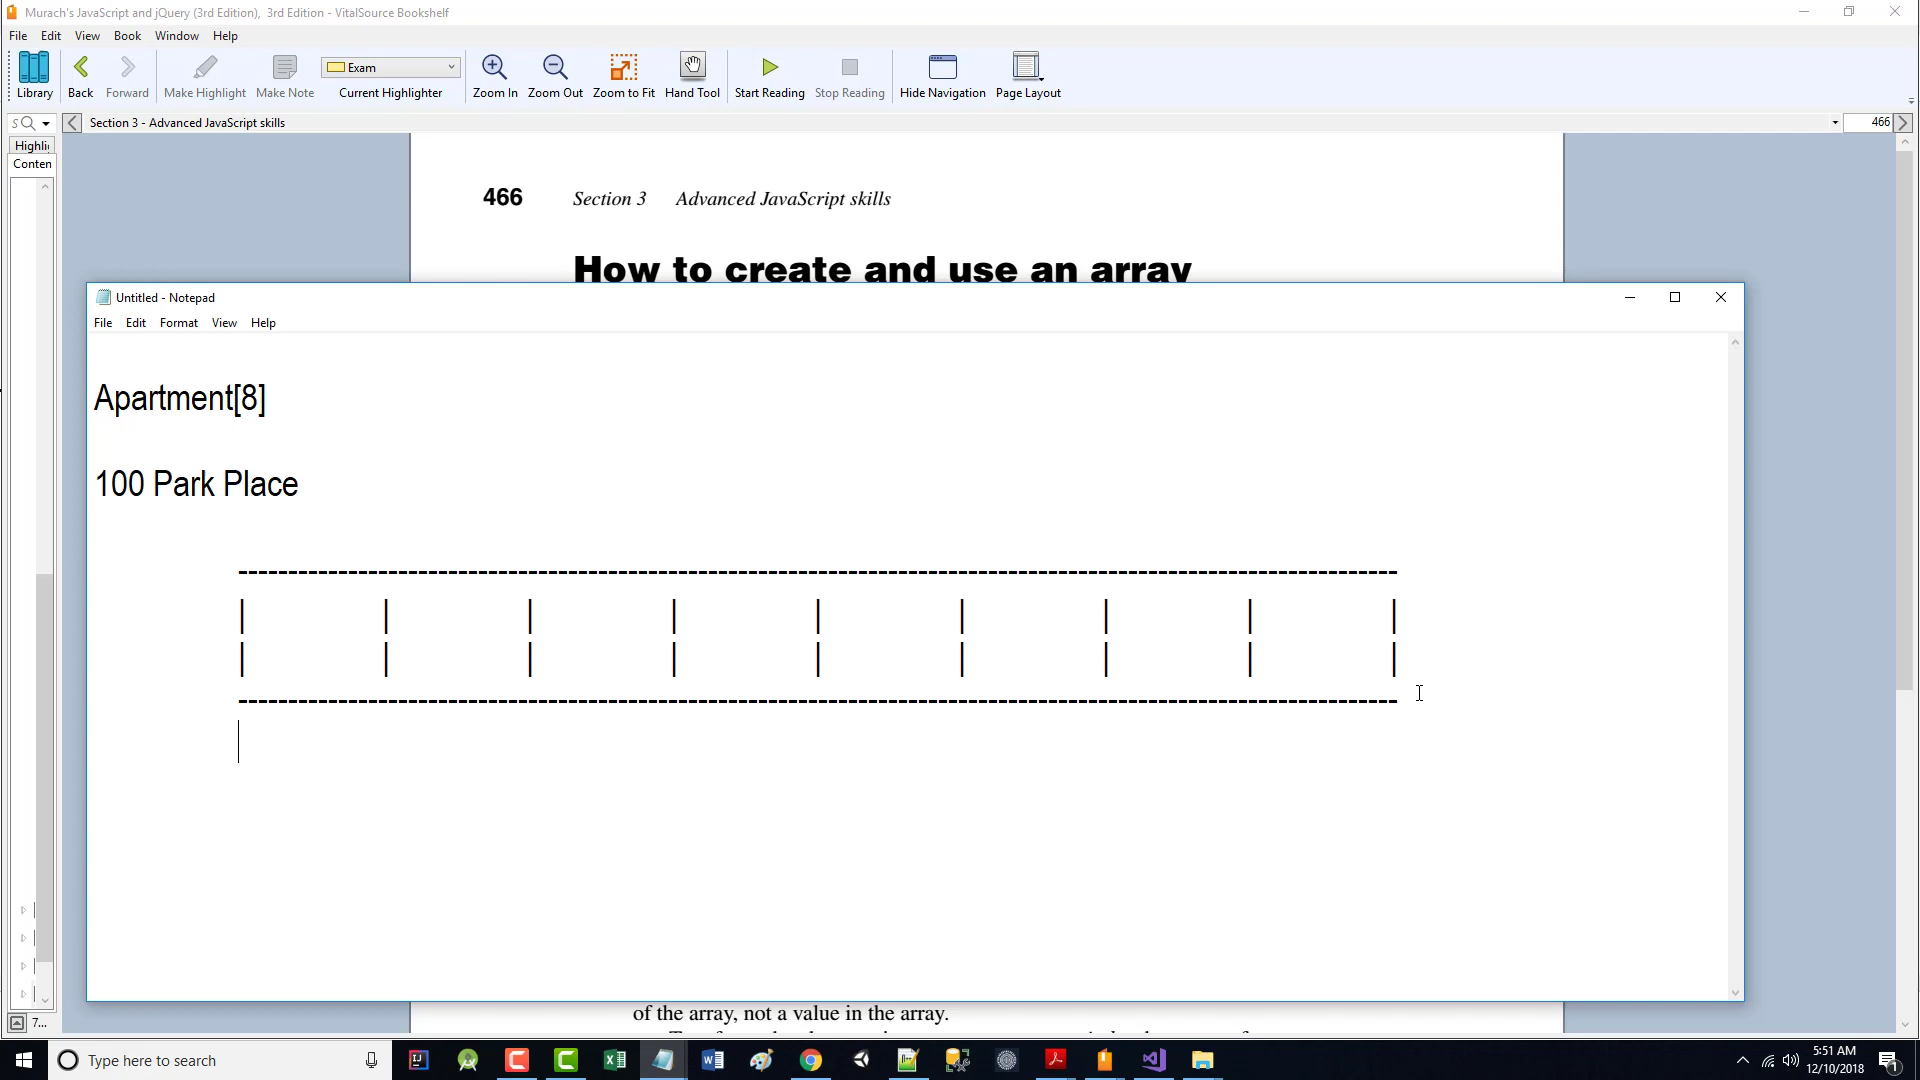 Murach's JavaScript and jQuery (3rd Edition), 3rd Edition - VitalSource Bookshelf
File Edit View Book Window Help
Exam
Library Back Forward Make Highlight Make Note Current Highlighter Zoom In Zoom Out Zoom to Fit Hand Tool Start Reading Stop Reading Hide Navigation Page Layout
Section 3 - Advanced JavaScript skills 466
Highli
Conten
466 Section 3 Advanced JavaScript skills
How to create and use an array
Untitled - Notepad
File Edit Format View Help
Apartment[8]
100 Park Place
----------------------------------------------------------------------------------------------------------------------
| | | | | | | | |
| | | | | | | | |
----------------------------------------------------------------------------------------------------------------------
of the array, not a value in the array.
7...
Type here to search
5:51 AM
12/10/2018